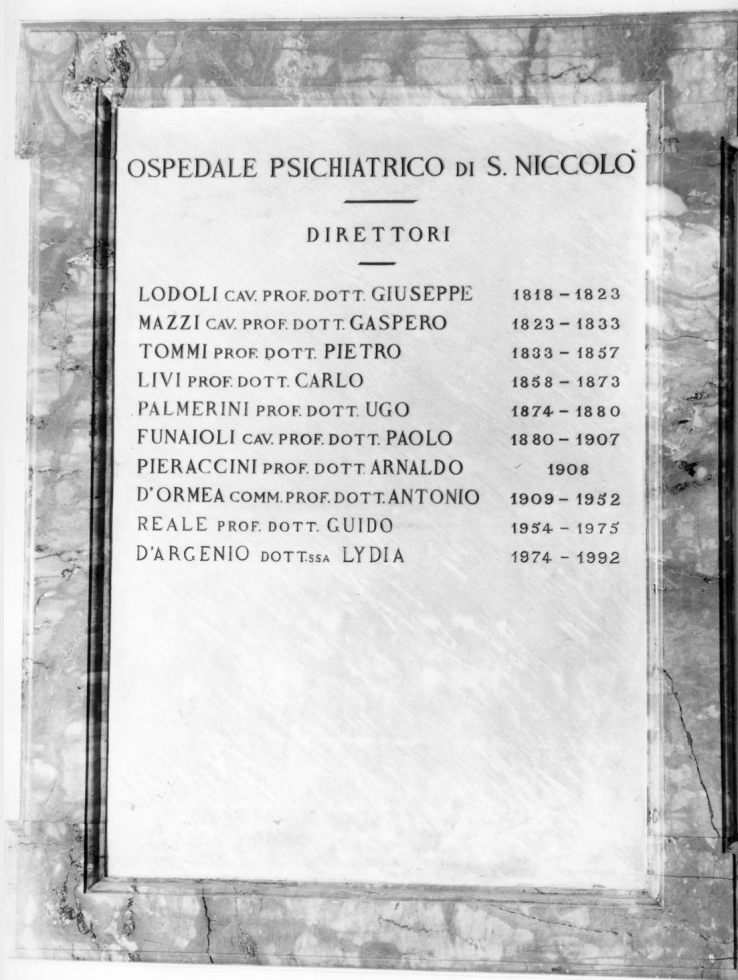 OSPEDALE PSICHIATRICO DI S. NICCOLÒ
DIRETTORI
LODOLI CAV. PROF. DOTT. GIUSEPPE 1818 – 1823
MAZZI CAV. PROF. DOTT. GASPERO 1823 – 1833
TOMMI PROF. DOTT. PIETRO 1833 – 1857
LIVI PROF. DOTT. CARLO 1858 – 1873
PALMERINI PROF. DOTT. UGO 1874 – 1880
FUNAIOLI CAV. PROF. DOTT. PAOLO 1880 – 1907
PIERACCINI PROF. DOTT. ARNALDO 1908
D'ORMEA COMM. PROF. DOTT. ANTONIO 1909 – 1952
REALE PROF. DOTT. GUIDO 1954 – 1975
D'ARGENIO DOTT.SSA LYDIA 1974 – 1992